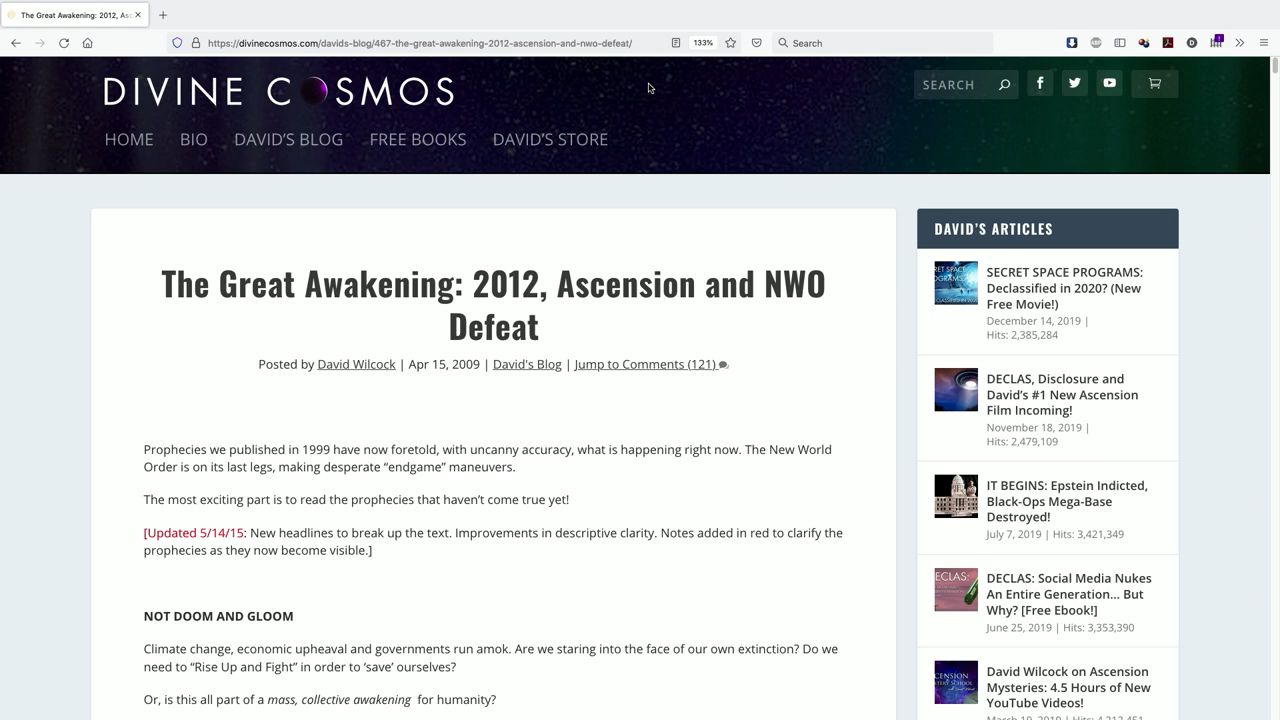 The Great Awakening: 2012, Asc
https://divinecosmos.com/davids-blog/467-the-great-awakening-2012-ascension-and-nwo-defeat/
133%
Search
DIVINE COSMOS
SEARCH
HOME
BIO
DAVID'S BLOG
FREE BOOKS
DAVID'S STORE
The Great Awakening: 2012, Ascension and NWO
Defeat
Posted by David Wilcock | Apr 15, 2009 | David's Blog | Jump to Comments (121)
Prophecies we published in 1999 have now foretold, with uncanny accuracy, what is happening right now. The New World
Order is on its last legs, making desperate “endgame” maneuvers.
The most exciting part is to read the prophecies that haven’t come true yet!
[Updated 5/14/15: New headlines to break up the text. Improvements in descriptive clarity. Notes added in red to clarify the
prophecies as they now become visible.]
NOT DOOM AND GLOOM
Climate change, economic upheaval and governments run amok. Are we staring into the face of our own extinction? Do we
need to “Rise Up and Fight” in order to ‘save’ ourselves?
Or, is this all part of a mass, collective awakening for humanity?
DAVID’S ARTICLES
SECRET SPACE PROGRAMS:
Declassified in 2020? (New
Free Movie!)
December 14, 2019 |
Hits: 2,385,284
DECLAS, Disclosure and
David’s #1 New Ascension
Film Incoming!
November 18, 2019 |
Hits: 2,479,109
IT BEGINS: Epstein Indicted,
Black-Ops Mega-Base
Destroyed!
July 7, 2019 | Hits: 3,421,349
DECLAS: Social Media Nukes
An Entire Generation... But
Why? [Free Ebook!]
June 25, 2019 | Hits: 3,353,390
David Wilcock on Ascension
Mysteries: 4.5 Hours of New
YouTube Videos!